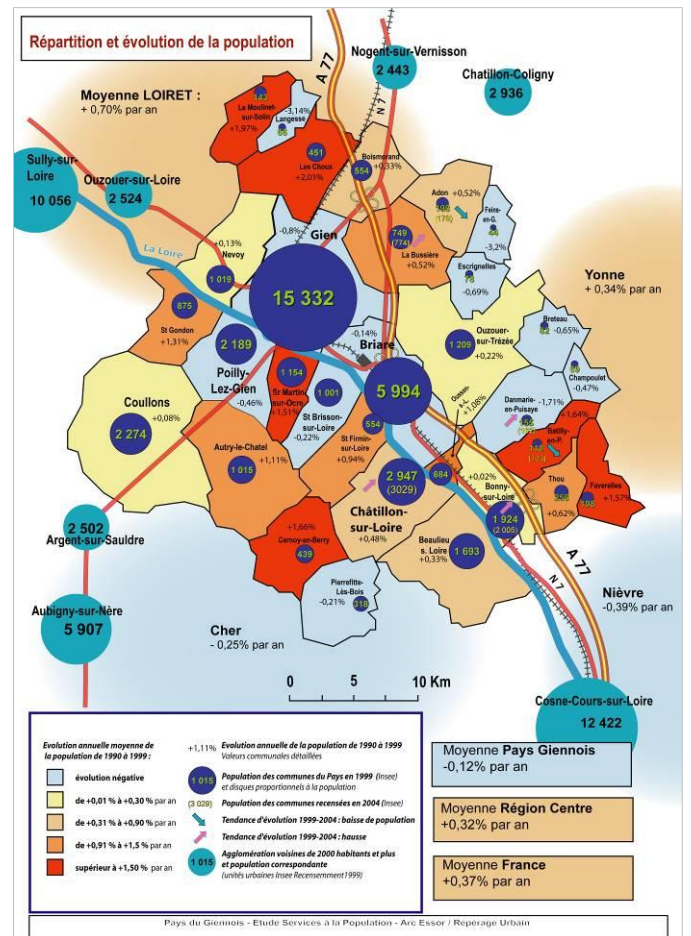 Répartition et évolution de la population
Nogent-sur-Vernisson
2 443
Chatillon-Coligny
2 936
A 77
N 7
Moyenne LOIRET :
+ 0,70% par an
Le Moulinet-
sur-Solin
+1,97%
-3,14%
Langesse
451
Les Choux
+2,01%
Boismorand
554
+0,33%
Adon
+0,52%
Feins-
en-G.
-3,2%
Sully-sur-
Loire
10 056
Ouzouer-sur-Loire
2 524
La Loire
+0,13%
Nevoy
1 019
-0,8%
Gien
15 332
749
(774)
La Bussière
+0,52%
Escrignelles
-0,69%
Yonne
+ 0,34% par an
875
St Gondon
+1,31%
2 189
Poilly-
Lez-Gien
-0,46%
-0,14%
Briare
5 994
Ouzouer-
sur-Trézée
1 209
+0,22%
Breteau
-0,65%
Champoulet
-0,47%
1 154
St Martin
sur-Ocre
+1,51%
1 001
St Brisson-
sur-Loire
-0,22%
+1,08%
Danmarie-
en-Puisaye
-1,71%
+1,64%
Batilly-
en-P.
Coullons
+0,08%
2 274
Autry-le-Chatel
+1,11%
1 015
554
St Firmin-
sur-Loire
+0,94%
2 947
(3029)
Châtillon-
sur-Loire
+0,48%
684
+0,02%
Bonny-
sur-Loire
1 924
(2 005)
Thou
+0,62%
Faverelles
+1,57%
2 502
Argent-sur-Sauldre
+1,66%
Cernoy-en-Berry
439
Beaulieu
s. Loire
+0,33%
1 693
A 77
N 7
Pierrefitte-
Lès-Bois
-0,21%
318
Nièvre
-0,39% par an
Aubigny-sur-Nère
5 907
Cher
- 0,25% par an
0 5 10 Km
Cosne-Cours-sur-Loire
12 422
Evolution annuelle moyenne de
la population de 1990 à 1999 :
évolution négative
de +0,01 % à +0,30 % par an
de +0,31 % à +0,90 % par an
de +0,91 % à +1,5 % par an
supérieur à +1,50 % par an
+1,11% Evolution annuelle de la population de 1990 à 1999
Valeurs communales détaillées
1 015 Population des communes du Pays en 1999 (Insee)
et disques proportionnels à la population
(3 029) Population des communes recensées en 2004 (Insee)
Tendance d'évolution 1999-2004 : baisse de population
Tendance d'évolution 1999-2004 : hausse
1 015 Agglomération voisines de 2000 habitants et plus
et population correspondante
(unités urbaines Insee Recensement1999)
Moyenne Pays Giennois
-0,12% par an
Moyenne Région Centre
+0,32% par an
Moyenne France
+0,37% par an
Pays du Giennois - Etude Services à la Population - Arc Essor / Repérage Urbain